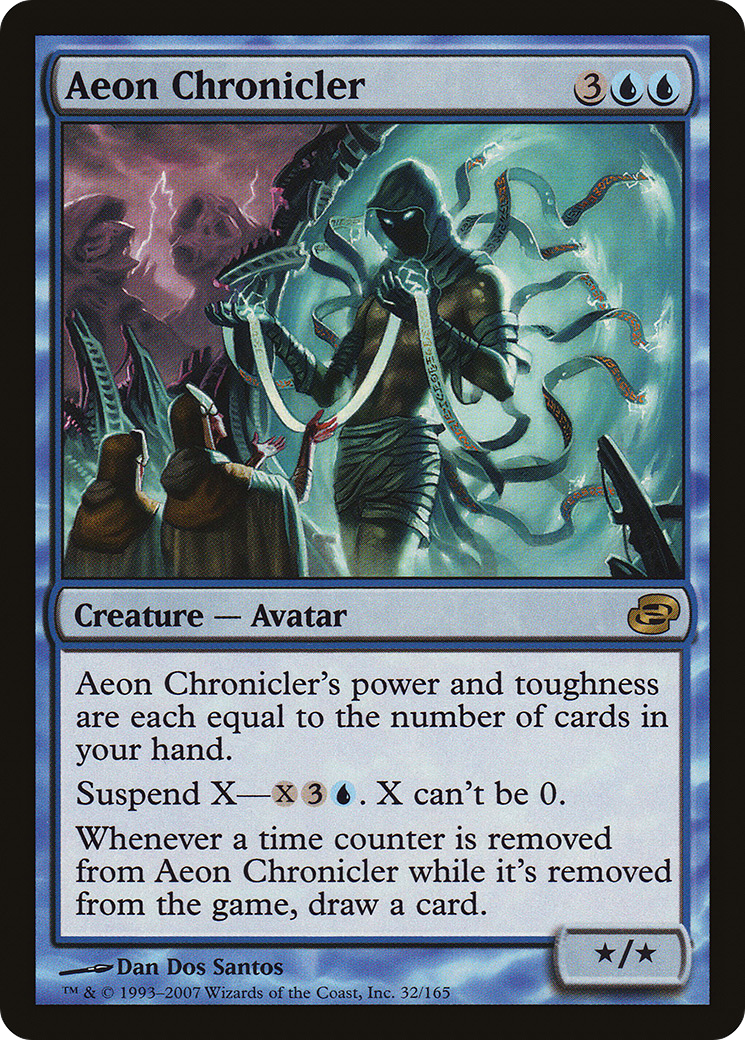 Aeon Chronicler 3
Creature — Avatar
Aeon Chronicler's power and toughness
are each equal to the number of cards in
your hand.
Suspend X—X3. X can't be 0.
Whenever a time counter is removed
from Aeon Chronicler while it's removed
from the game, draw a card.
★/★
Dan Dos Santos
™ & © 1993–2007 Wizards of the Coast, Inc. 32/165